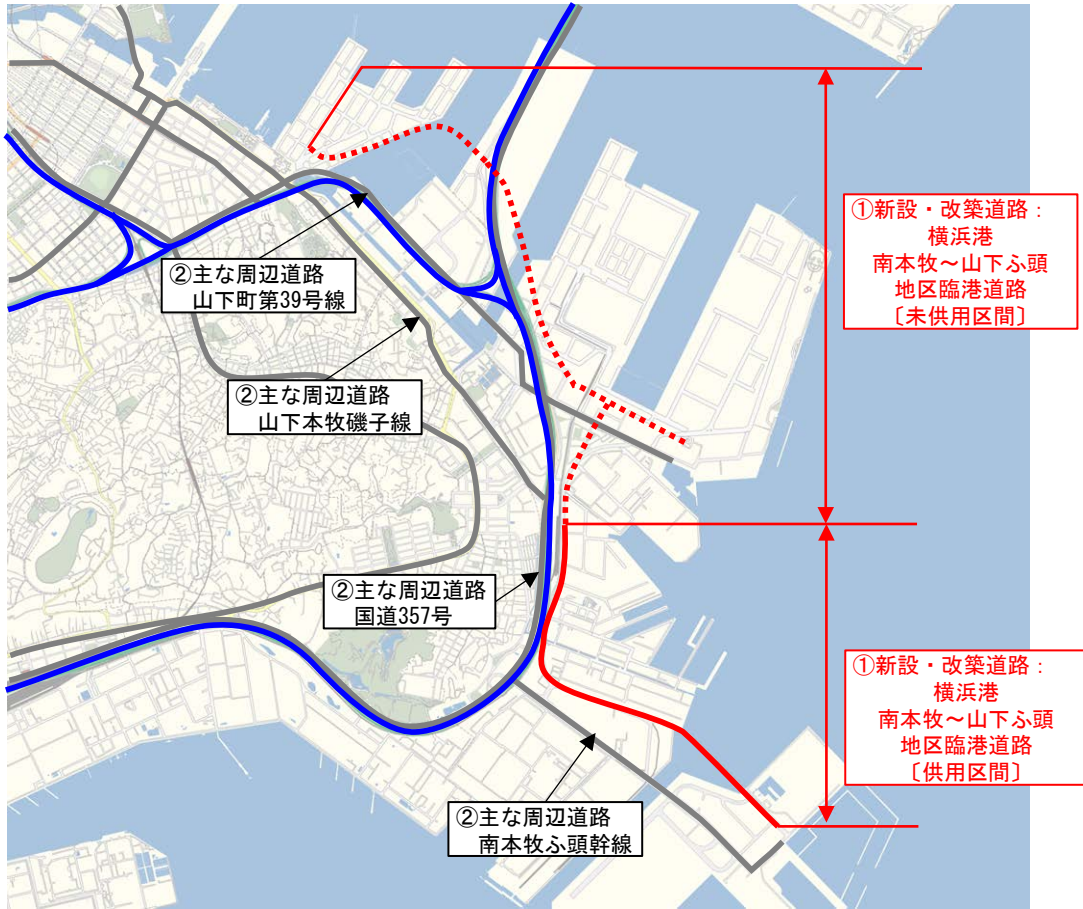 ①新設・改築道路：
横浜港
南本牧～山下ふ頭
地区臨港道路
〔未供用区間〕
②主な周辺道路
山下町第39号線
②主な周辺道路
山下本牧磯子線
②主な周辺道路
国道357号
①新設・改築道路：
横浜港
南本牧～山下ふ頭
地区臨港道路
〔供用区間〕
②主な周辺道路
南本牧ふ頭幹線